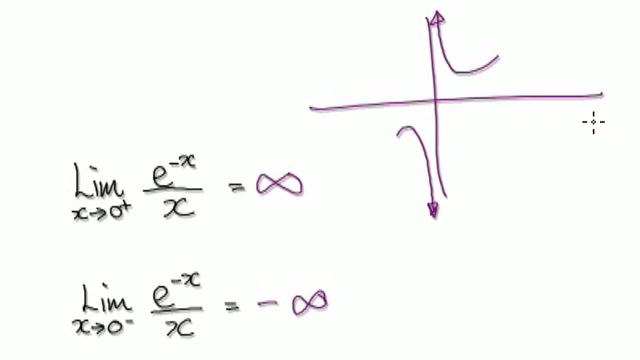 Lim x→0⁺ e⁻ˣ/x = ∞
Lim x→0⁻ e⁻ˣ/x = -∞